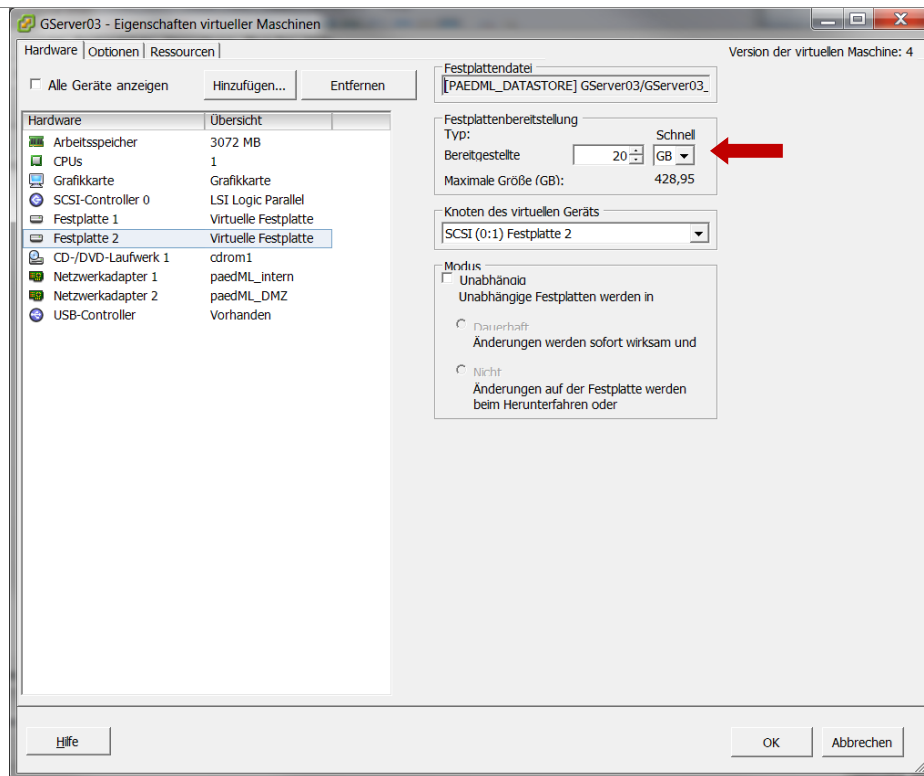 GServer03 - Eigenschaften virtueller Maschinen
Hardware Optionen Ressourcen
Version der virtuellen Maschine: 4
Alle Geräte anzeigen
Hinzufügen... Entfernen
Hardware Übersicht
Arbeitsspeicher 3072 MB
CPUs 1
Grafikkarte Grafikkarte
SCSI-Controller 0 LSI Logic Parallel
Festplatte 1 Virtuelle Festplatte
Festplatte 2 Virtuelle Festplatte
CD-/DVD-Laufwerk 1 cdrom1
Netzwerkadapter 1 paedML_intern
Netzwerkadapter 2 paedML_DMZ
USB-Controller Vorhanden
Festplattendatei
[PAEDML_DATASTORE] GServer03/GServer03_
Festplattenbereitstellung
Typ: Schnell
Bereitgestellte 20 GB
Maximale Größe (GB): 428,95
Knoten des virtuellen Geräts
SCSI (0:1) Festplatte 2
Modus
Unabhängig
Unabhängige Festplatten werden in
Dauerhaft
Änderungen werden sofort wirksam und
Nicht
Änderungen auf der Festplatte werden
beim Herunterfahren oder
Hilfe
OK Abbrechen